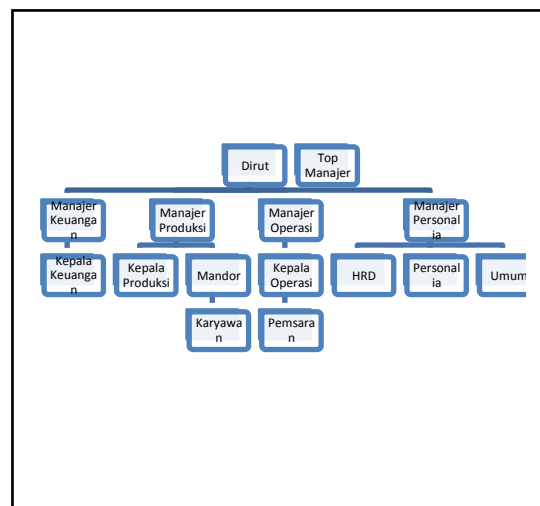 Dirut
Top
Manajer
Manajer
Keuanga
n
Manajer
Produksi
Manajer
Operasi
Manajer
Personal
ia
Kepala
Keuanga
n
Kepala
Produksi
Mandor
Kepala
Operasi
HRD
Personal
ia
Umum
Karyawa
n
Pemsara
n